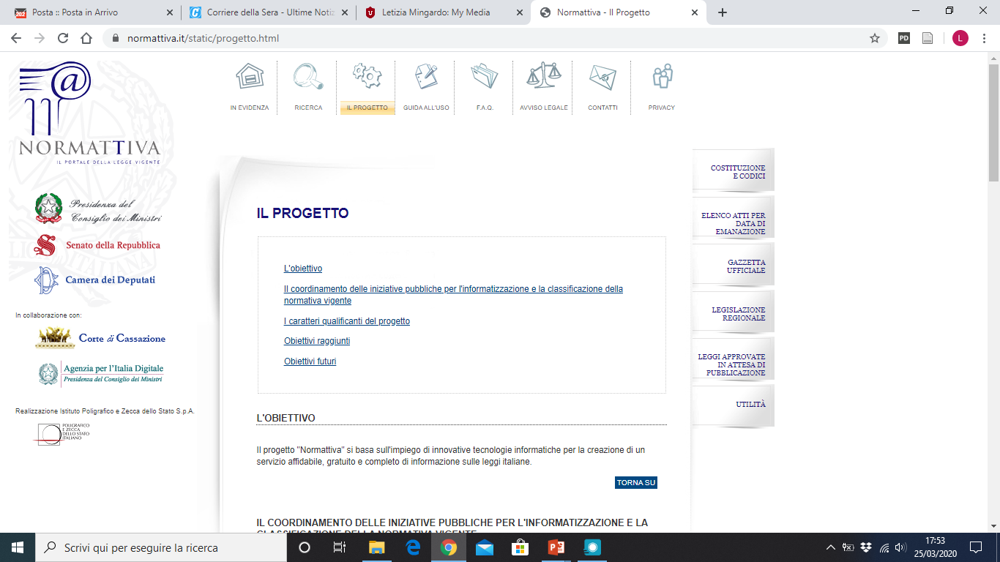 202
Posta :: Posta in Arrivo
Corriere della Sera - Ultime Notiz
Letizia Mingardo: My Media
Normattiva - Il Progetto
normattiva.it/static/progetto.html
PD
L
IN EVIDENZA
RICERCA
IL PROGETTO
GUIDA ALL'USO
F.A.Q.
AVVISO LEGALE
CONTATTI
PRIVACY
NORMATTIVA
IL PORTALE DELLA LEGGE VIGENTE
Presidenza del
Consiglio dei Ministri
Senato della Repubblica
Camera dei Deputati
In collaborazione con:
Corte di Cassazione
Agenzia per l'Italia Digitale
Presidenza del Consiglio dei Ministri
Realizzazione Istituto Poligrafico e Zecca dello Stato S.p.A.
POLIGRAFICO
E ZECCA
DELLO STATO
ITALIANO
IL PROGETTO
L'obiettivo
Il coordinamento delle iniziative pubbliche per l'informatizzazione e la classificazione della
normativa vigente
I caratteri qualificanti del progetto
Obiettivi raggiunti
Obiettivi futuri
L'OBIETTIVO
Il progetto "Normattiva" si basa sull'impiego di innovative tecnologie informatiche per la creazione di un
servizio affidabile, gratuito e completo di informazione sulle leggi italiane.
TORNA SU
IL COORDINAMENTO DELLE INIZIATIVE PUBBLICHE PER L'INFORMATIZZAZIONE E LA
CLASSIFICAZIONE DELLA NORMATIVA VIGENTE
COSTITUZIONE
E CODICI
ELENCO ATTI PER
DATA DI
EMANAZIONE
GAZZETTA
UFFICIALE
LEGISLAZIONE
REGIONALE
LEGGI APPROVATE
IN ATTESA DI
PUBBLICAZIONE
UTILITÀ
Scrivi qui per eseguire la ricerca
17:53
25/03/2020